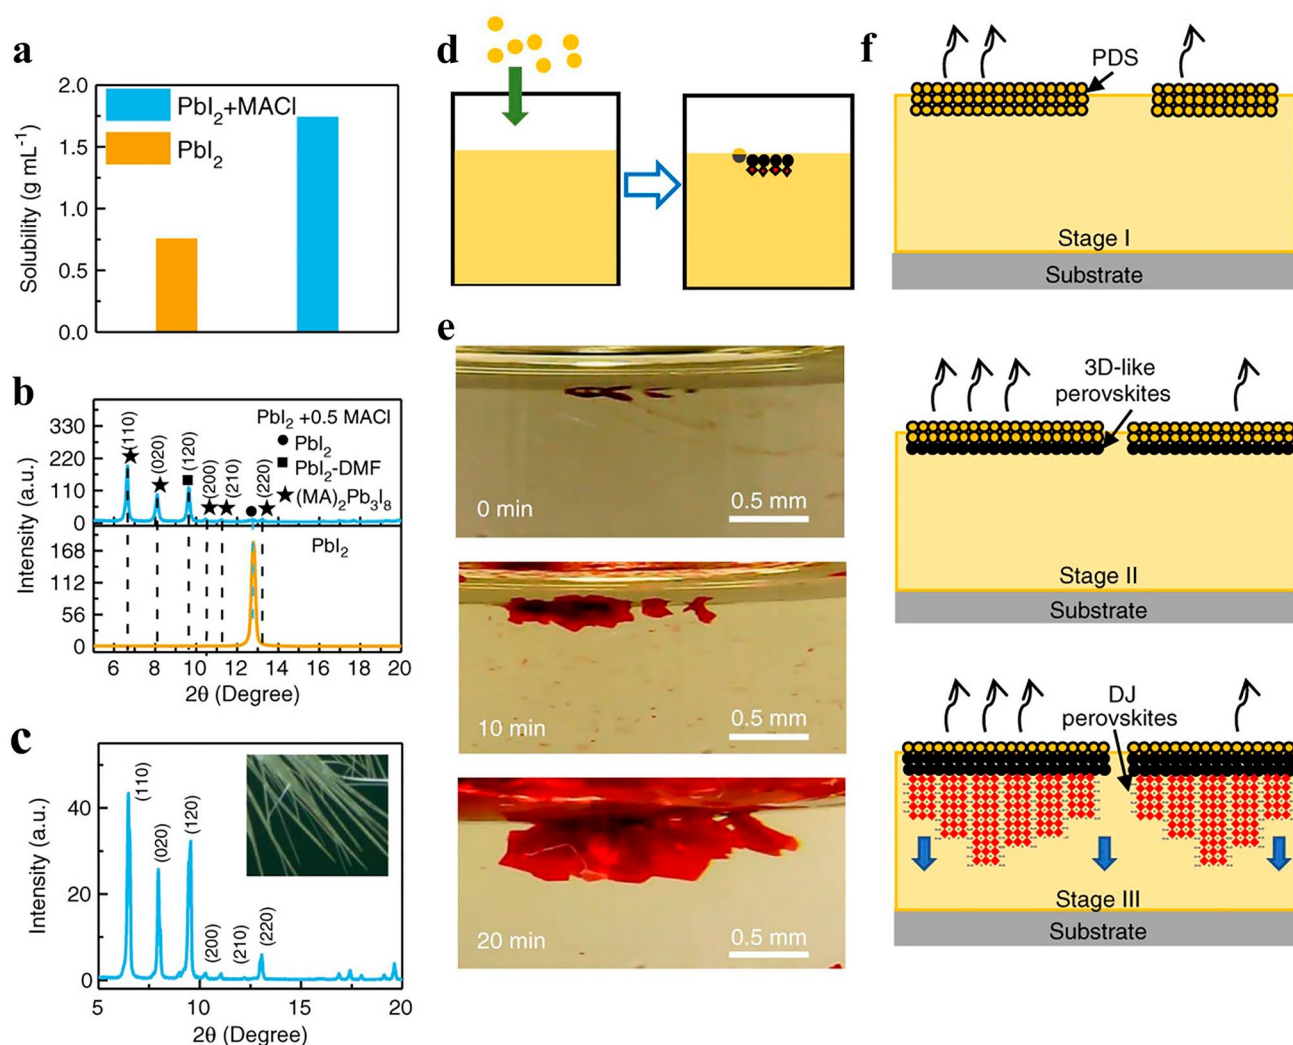 a
2.0
1.5
1.0
0.5
0.0
Solubility (g mL⁻¹)
PbI₂+MACl
PbI₂
b
330
220
110
0
168
112
56
0
Intensity (a.u.)
(110)
(020)
(120)
(200)
(210)
(220)
PbI₂ +0.5 MACl
PbI₂
PbI₂-DMF
(MA)₂Pb₃I₈
PbI₂
6 8 10 12 14 16 18 20
2θ (Degree)
c
40
20
0
Intensity (a.u.)
(110)
(020)
(120)
(200)
(210)
(220)
5 10 15 20
2θ (Degree)
d
e
0 min
0.5 mm
10 min
0.5 mm
20 min
0.5 mm
f
PDS
Stage I
Substrate
3D-like
perovskites
Stage II
Substrate
DJ
perovskites
Stage III
Substrate